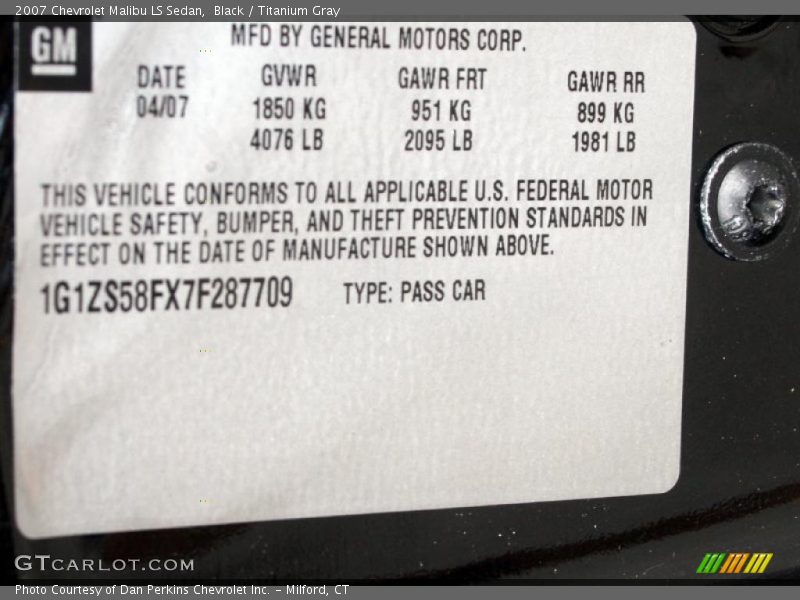 2007 Chevrolet Malibu LS Sedan, Black / Titanium Gray
GM
MFD BY GENERAL MOTORS CORP.
DATE GVWR GAWR FRT GAWR RR
04/07 1850 KG 951 KG 899 KG
4076 LB 2095 LB 1981 LB
THIS VEHICLE CONFORMS TO ALL APPLICABLE U.S. FEDERAL MOTOR
VEHICLE SAFETY, BUMPER, AND THEFT PREVENTION STANDARDS IN
EFFECT ON THE DATE OF MANUFACTURE SHOWN ABOVE.
1G1ZS58FX7F287709 TYPE: PASS CAR
GTCARLOT.COM
Photo Courtesy of Dan Perkins Chevrolet Inc. - Milford, CT